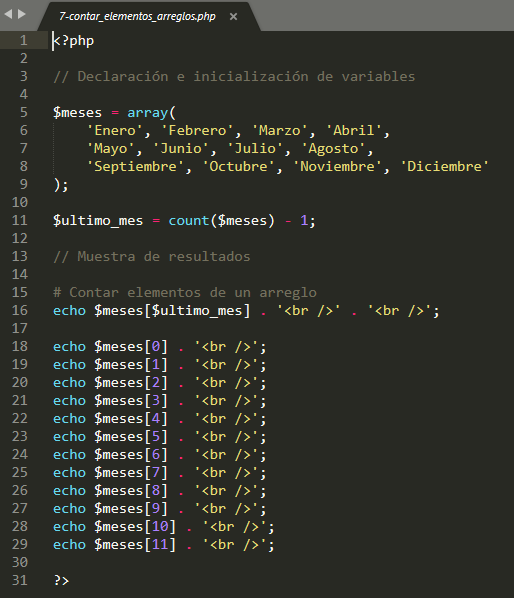 7-contar_elementos_arreglos.php ×
1 <?php
2
3 // Declaración e inicialización de variables
4
5 $meses = array(
6     'Enero', 'Febrero', 'Marzo', 'Abril',
7     'Mayo', 'Junio', 'Julio', 'Agosto',
8     'Septiembre', 'Octubre', 'Noviembre', 'Diciembre'
9 );
10
11 $ultimo_mes = count($meses) - 1;
12
13 // Muestra de resultados
14
15 # Contar elementos de un arreglo
16 echo $meses[$ultimo_mes] . '<br />' . '<br />';
17
18 echo $meses[0] . '<br />';
19 echo $meses[1] . '<br />';
20 echo $meses[2] . '<br />';
21 echo $meses[3] . '<br />';
22 echo $meses[4] . '<br />';
23 echo $meses[5] . '<br />';
24 echo $meses[6] . '<br />';
25 echo $meses[7] . '<br />';
26 echo $meses[8] . '<br />';
27 echo $meses[9] . '<br />';
28 echo $meses[10] . '<br />';
29 echo $meses[11] . '<br />';
30
31 ?>